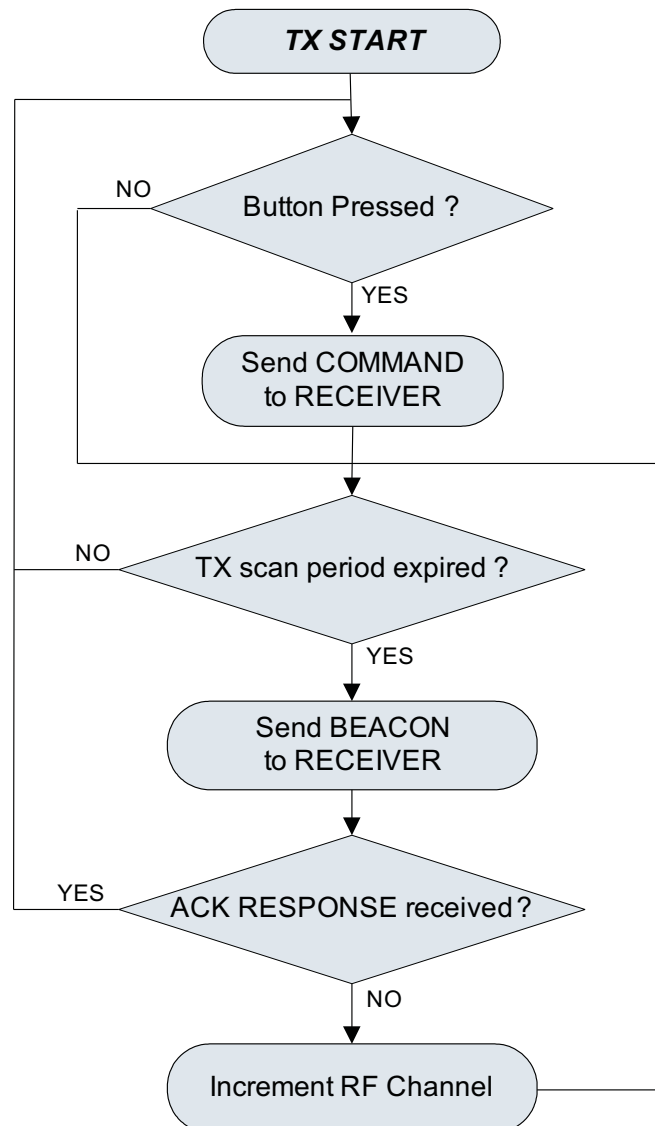 TX START
NO
Button Pressed ?
YES
Send COMMAND
to RECEIVER
NO
TX scan period expired ?
YES
Send BEACON
to RECEIVER
YES
ACK RESPONSE received ?
NO
Increment RF Channel